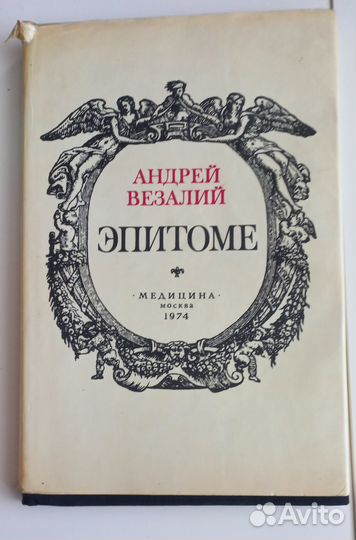 АНДРЕЙ
ВЕЗАЛИЙ
ЭПИТОМЕ
· МЕДИЦИНА ·
МОСКВА
1974
Avito